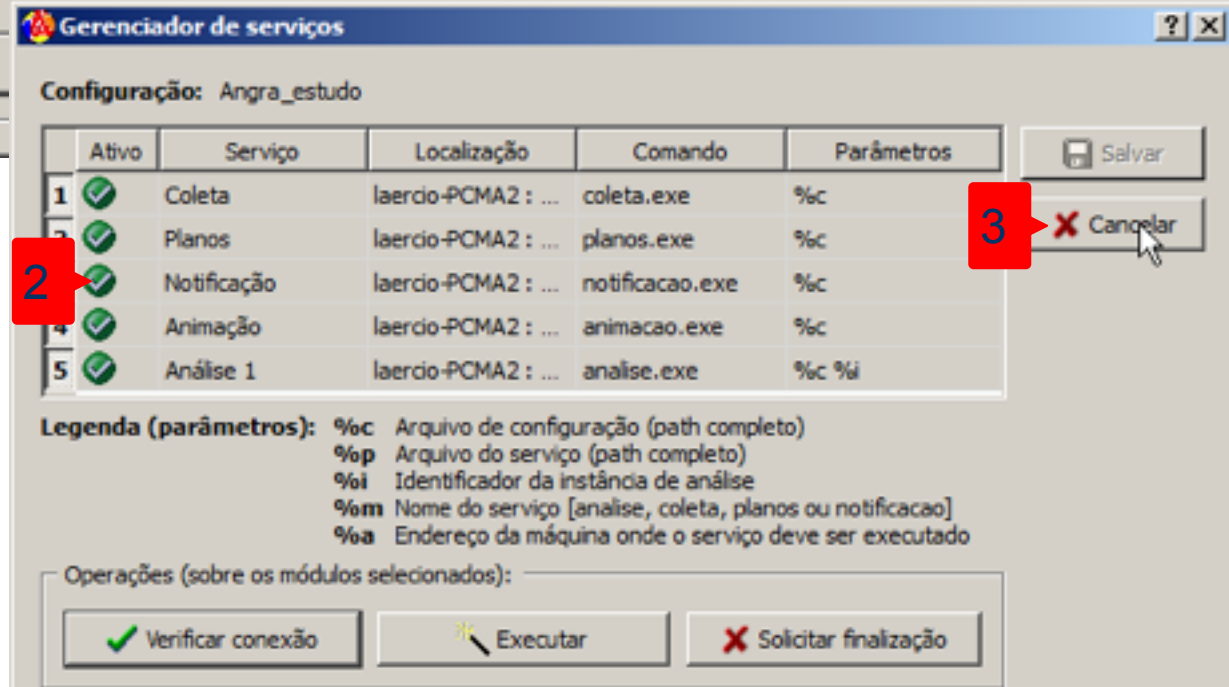 Gerenciador de serviços
Configuração: Angra_estudo
Ativo Serviço Localização Comando Parâmetros
1 Coleta laercio-PCMA2 : ... coleta.exe %c
Planos laercio-PCMA2 : ... planos.exe %c
2 Notificação laercio-PCMA2 : ... notificacao.exe %c
4 Animação laercio-PCMA2 : ... animacao.exe %c
5 Análise 1 laercio-PCMA2 : ... analise.exe %c %i
Salvar
3 Cancelar
Legenda (parâmetros): %c Arquivo de configuração (path completo)
%p Arquivo do serviço (path completo)
%i Identificador da instância de análise
%m Nome do serviço [analise, coleta, planos ou notificacao]
%a Endereço da máquina onde o serviço deve ser executado
Operações (sobre os módulos selecionados):
Verificar conexão Executar Solicitar finalização